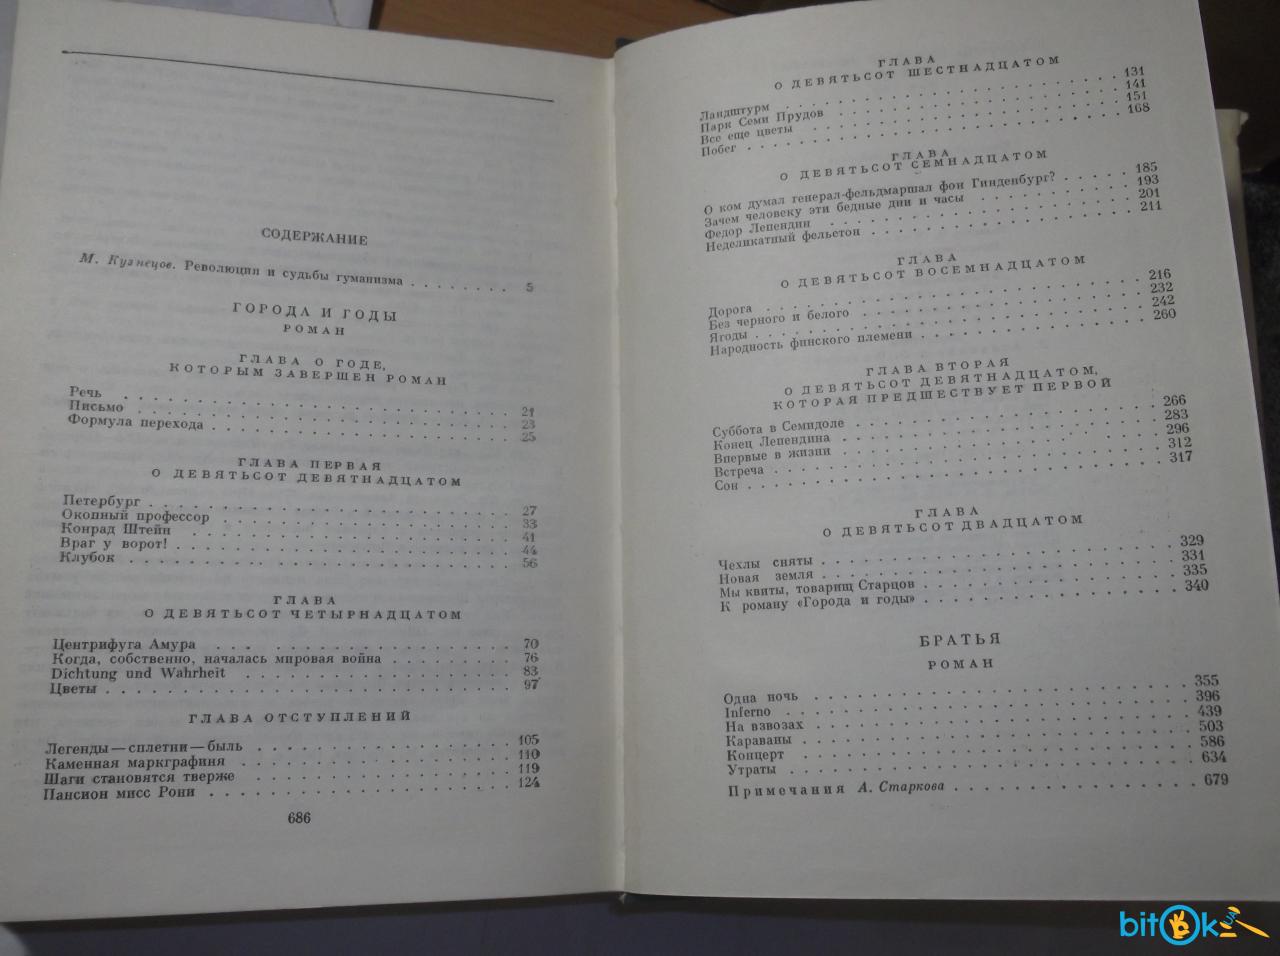 СОДЕРЖАНИЕ
М. Кузнецов. Революция и судьбы гуманизма . . . . . . . . 5
ГОРОДА И ГОДЫ
РОМАН
ГЛАВА О ГОДЕ,
КОТОРЫМ ЗАВЕРШЕН РОМАН
Речь . . . . . . . . 21
Письмо . . . . . . . . 23
Формула перехода . . . . . . . . 25
ГЛАВА ПЕРВАЯ
О ДЕВЯТЬСОТ ДЕВЯТНАДЦАТОМ
Петербург . . . . . . . . 27
Окопный профессор . . . . . . . . 33
Конрад Штейн . . . . . . . . 41
Враг у ворот! . . . . . . . . 44
Клубок . . . . . . . . 56
ГЛАВА
О ДЕВЯТЬСОТ ЧЕТЫРНАДЦАТОМ
Центрифуга Амура . . . . . . . . 70
Когда, собственно, началась мировая война . . . . . . . . 76
Dichtung und Wahrheit . . . . . . . . 83
Цветы . . . . . . . . 97
ГЛАВА ОТСТУПЛЕНИЙ
Легенды — сплетни — быль . . . . . . . . 105
Каменная маркграфиня . . . . . . . . 110
Шаги становятся тверже . . . . . . . . 119
Пансион мисс Рони . . . . . . . . 124
686
ГЛАВА
О ДЕВЯТЬСОТ ШЕСТНАДЦАТОМ
Ландштурм . . . . . . . . 131
Парк Семи Прудов . . . . . . . . 141
Все еще цветы . . . . . . . . 151
Побег . . . . . . . . 168
ГЛАВА
О ДЕВЯТЬСОТ СЕМНАДЦАТОМ
О ком думал генерал-фельдмаршал фон Гинденбург? . . . . . 185
Зачем человеку эти бедные дни и часы . . . . . . . . 193
Федор Лепендин . . . . . . . . 201
Неделикатный фельетон . . . . . . . . 211
ГЛАВА
О ДЕВЯТЬСОТ ВОСЕМНАДЦАТОМ
Дорога . . . . . . . . 216
Без черного и белого . . . . . . . . 232
Ягоды . . . . . . . . 242
Народность финского племени . . . . . . . . 260
ГЛАВА ВТОРАЯ
О ДЕВЯТЬСОТ ДЕВЯТНАДЦАТОМ,
КОТОРАЯ ПРЕДШЕСТВУЕТ ПЕРВОЙ
Суббота в Семидоле . . . . . . . . 266
Конец Лепендина . . . . . . . . 283
Впервые в жизни . . . . . . . . 296
Встреча . . . . . . . . 312
Сон . . . . . . . . 317
ГЛАВА
О ДЕВЯТЬСОТ ДВАДЦАТОМ
Чехлы сняты . . . . . . . . 329
Новая земля . . . . . . . . 331
Мы квиты, товарищ Старцов . . . . . . . . 335
К роману «Города и годы» . . . . . . . . 340
БРАТЬЯ
РОМАН
Одна ночь . . . . . . . . 355
Inferno . . . . . . . . 396
На взвозах . . . . . . . . 439
Караваны . . . . . . . . 503
Концерт . . . . . . . . 586
Утраты . . . . . . . . 634
Примечания А. Старкова . . . . . . . . 679
bitOk UA